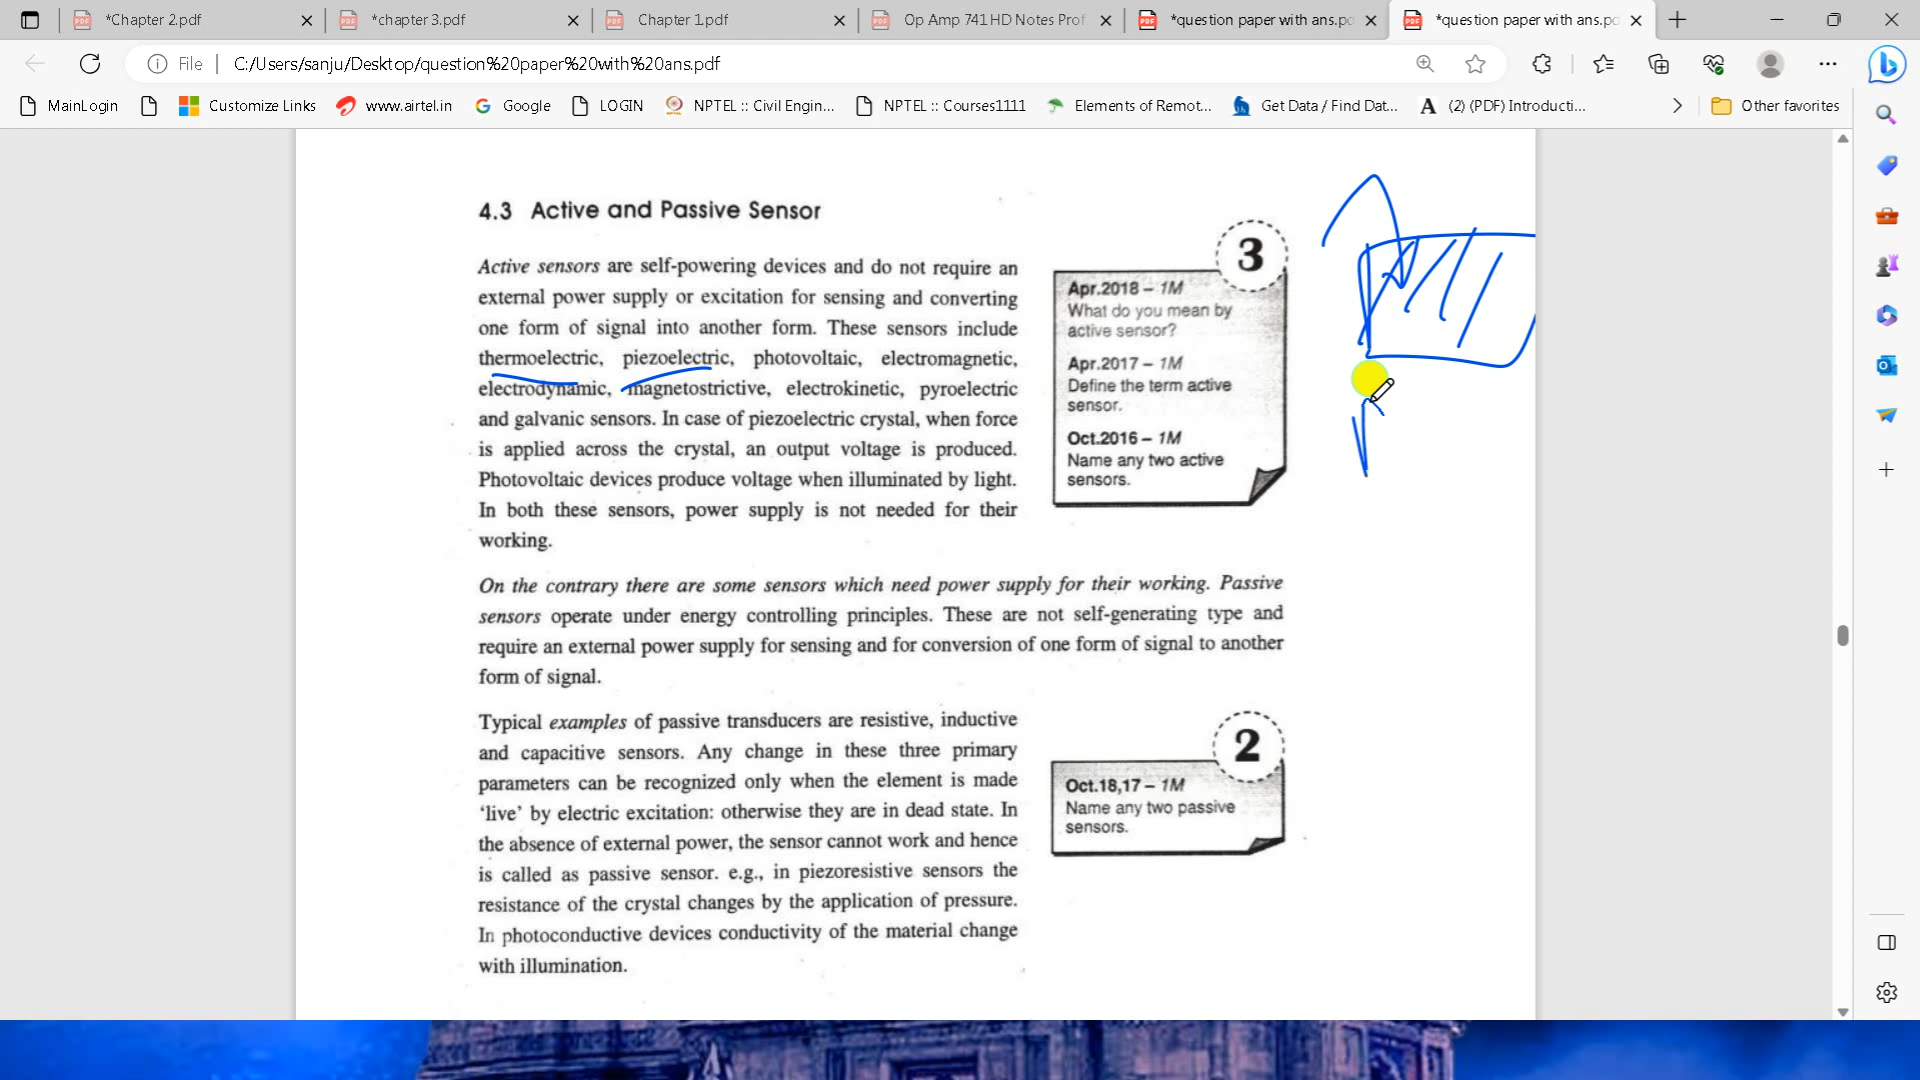 *Chapter 2.pdf
*chapter 3.pdf
Chapter 1.pdf
Op Amp 741 HD Notes Prof
*question paper with ans.pd
*question paper with ans.pd
File
C:/Users/sanju/Desktop/question%20paper%20with%20ans.pdf
MainLogin
Customize Links
www.airtel.in
Google
LOGIN
NPTEL :: Civil Engin...
NPTEL :: Courses1111
Elements of Remot...
Get Data / Find Dat...
(2) (PDF) Introducti...
Other favorites
4.3 Active and Passive Sensor
Active sensors are self-powering devices and do not require an
external power supply or excitation for sensing and converting
one form of signal into another form. These sensors include
thermoelectric, piezoelectric, photovoltaic, electromagnetic,
electrodynamic, magnetostrictive, electrokinetic, pyroelectric
and galvanic sensors. In case of piezoelectric crystal, when force
is applied across the crystal, an output voltage is produced.
Photovoltaic devices produce voltage when illuminated by light.
In both these sensors, power supply is not needed for their
working.
3
Apr.2018 – 1M
What do you mean by
active sensor?
Apr.2017 – 1M
Define the term active
sensor.
Oct.2016 – 1M
Name any two active
sensors.
On the contrary there are some sensors which need power supply for their working. Passive
sensors operate under energy controlling principles. These are not self-generating type and
require an external power supply for sensing and for conversion of one form of signal to another
form of signal.
Typical examples of passive transducers are resistive, inductive
and capacitive sensors. Any change in these three primary
parameters can be recognized only when the element is made
‘live’ by electric excitation: otherwise they are in dead state. In
the absence of external power, the sensor cannot work and hence
is called as passive sensor. e.g., in piezoresistive sensors the
resistance of the crystal changes by the application of pressure.
In photoconductive devices conductivity of the material change
with illumination.
2
Oct.18,17 – 1M
Name any two passive
sensors.